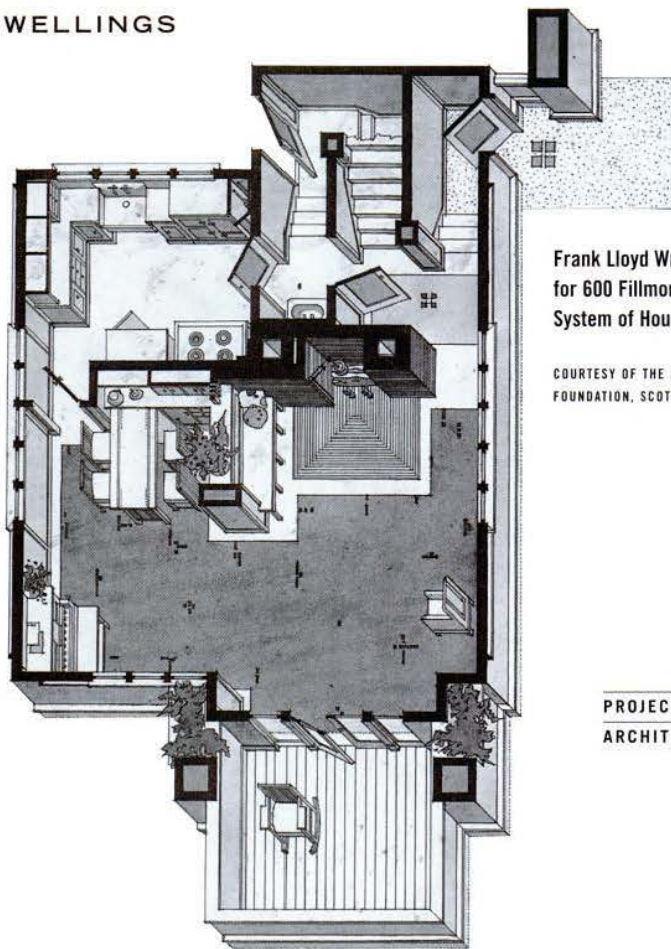 WELLINGS
Frank Lloyd Wr
for 600 Fillmor
System of Hou
COURTESY OF THE
FOUNDATION, SCOT
PROJEC
ARCHIT